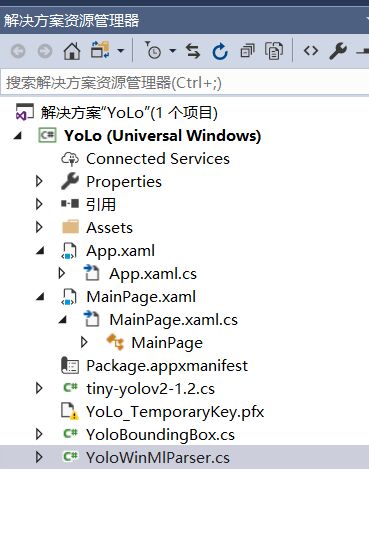 解决方案资源管理器
搜索解决方案资源管理器(Ctrl+;)
解决方案"YoLo"(1 个项目)
C# YoLo (Universal Windows)
Connected Services
Properties
引用
Assets
App.xaml
App.xaml.cs
MainPage.xaml
MainPage.xaml.cs
MainPage
Package.appxmanifest
C# tiny-yolov2-1.2.cs
YoLo_TemporaryKey.pfx
C# YoloBoundingBox.cs
C# YoloWinMlParser.cs